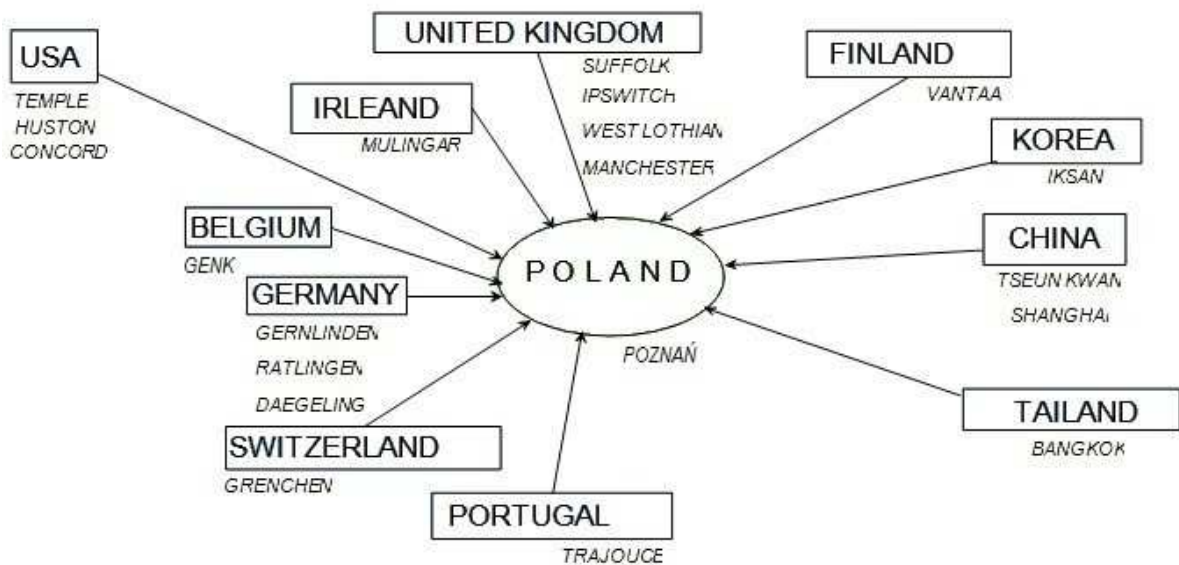 USA
TEMPLE
HUSTON
CONCORD
UNITED KINGDOM
SUFFOLK
IPSWITCH
WEST LOTHIAN
MANCHESTER
FINLAND
VANTAA
IRLEAND
MULINGAR
KOREA
IKSAN
BELGIUM
GENK
POLAND
POZNAŃ
CHINA
TSEUN KWAN
SHANGHAI
GERMANY
GERNLINDEN
RATLINGEN
DAEGELING
TAILAND
BANGKOK
SWITZERLAND
GRENCHEN
PORTUGAL
TRAJOUCE